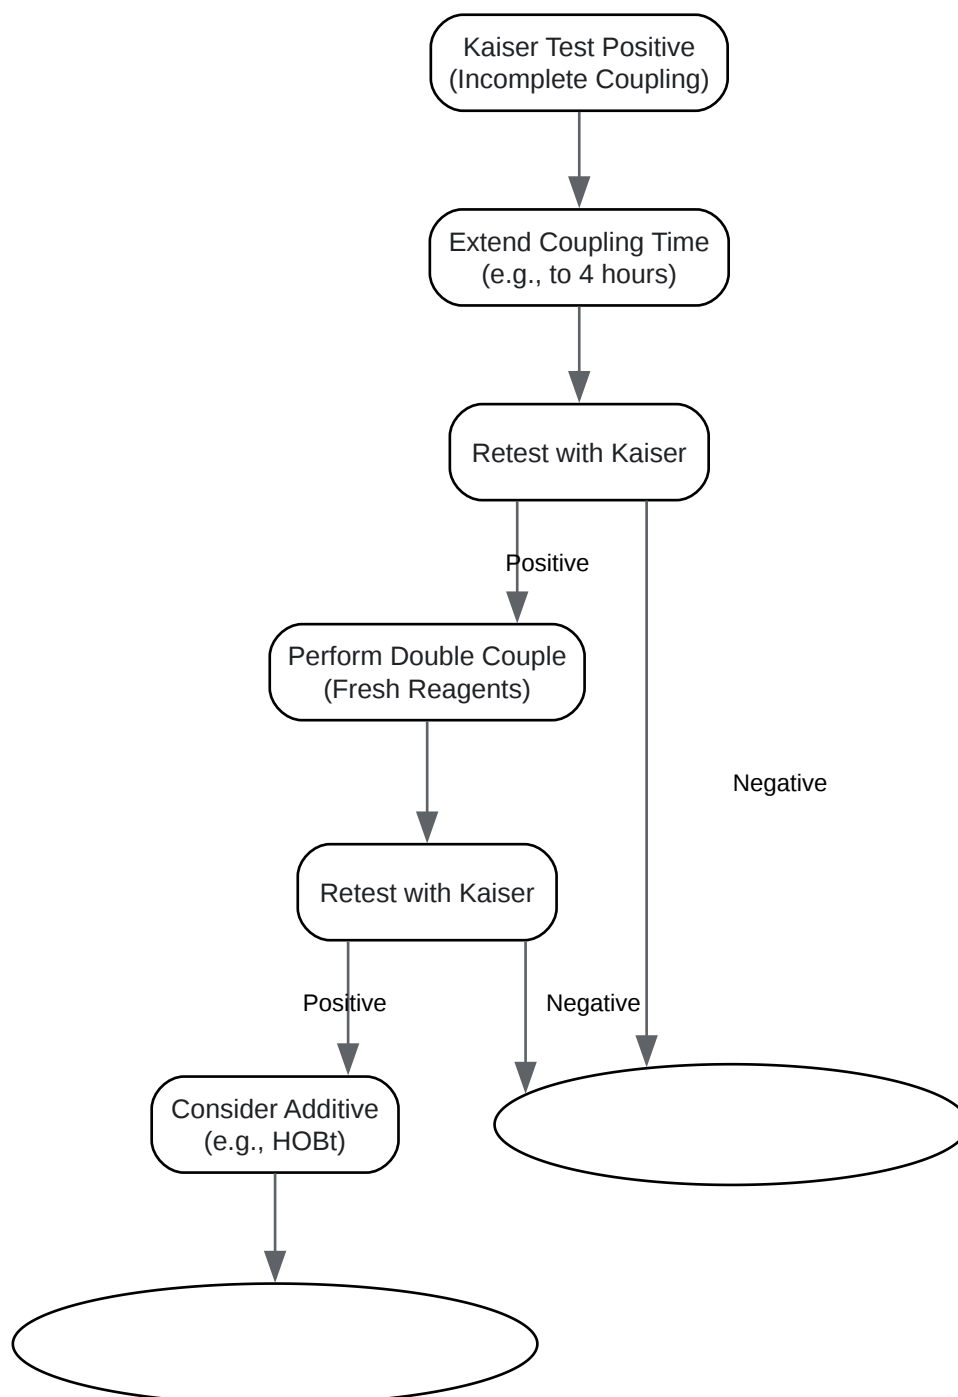 Kaiser Test Positive
(Incomplete Coupling)
Extend Coupling Time
(e.g., to 4 hours)
Retest with Kaiser
Positive
Perform Double Couple
(Fresh Reagents)
Negative
Retest with Kaiser
Positive
Negative
Consider Additive
(e.g., HOBt)